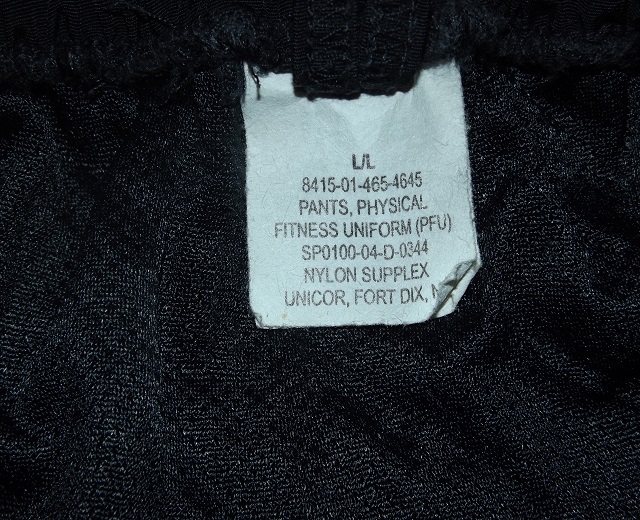 L/L
8415-01-465-4645
PANTS, PHYSICAL
FITNESS UNIFORM (PFU)
SP0100-04-D-0344
NYLON SUPPLEX
UNICOR, FORT DIX,